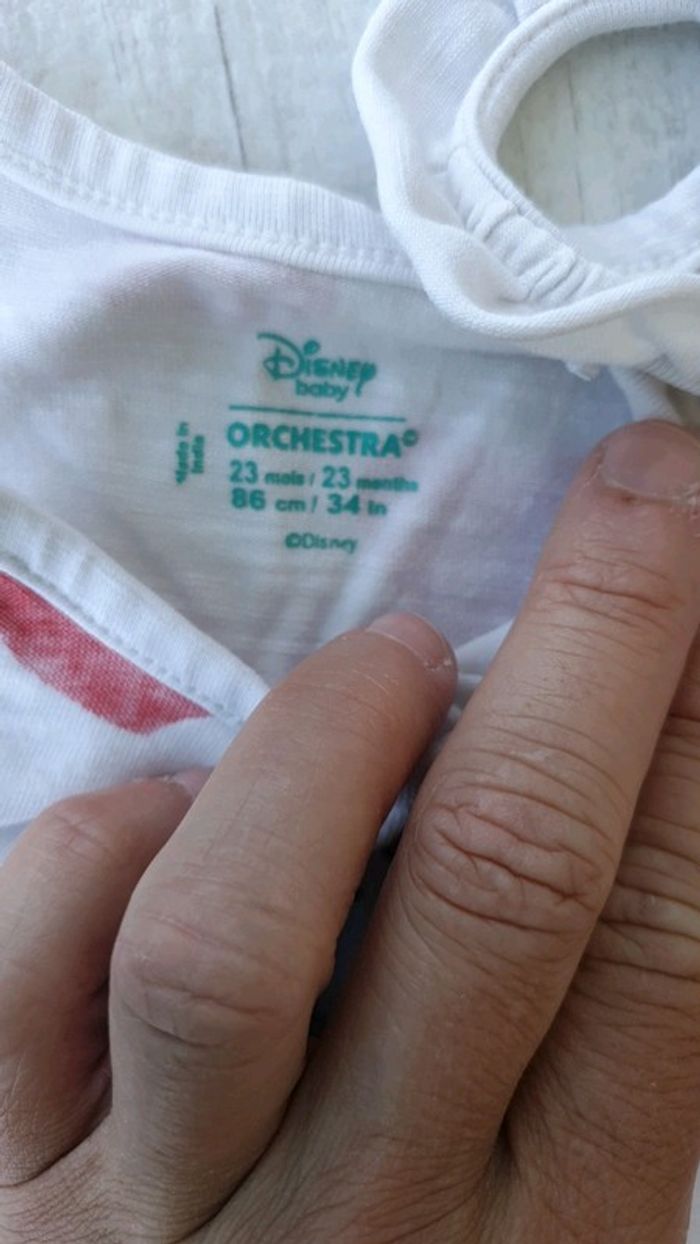 Disney
baby
ORCHESTRA©
Made in
India
23 mois / 23 months
86 cm / 34 in
©Disney